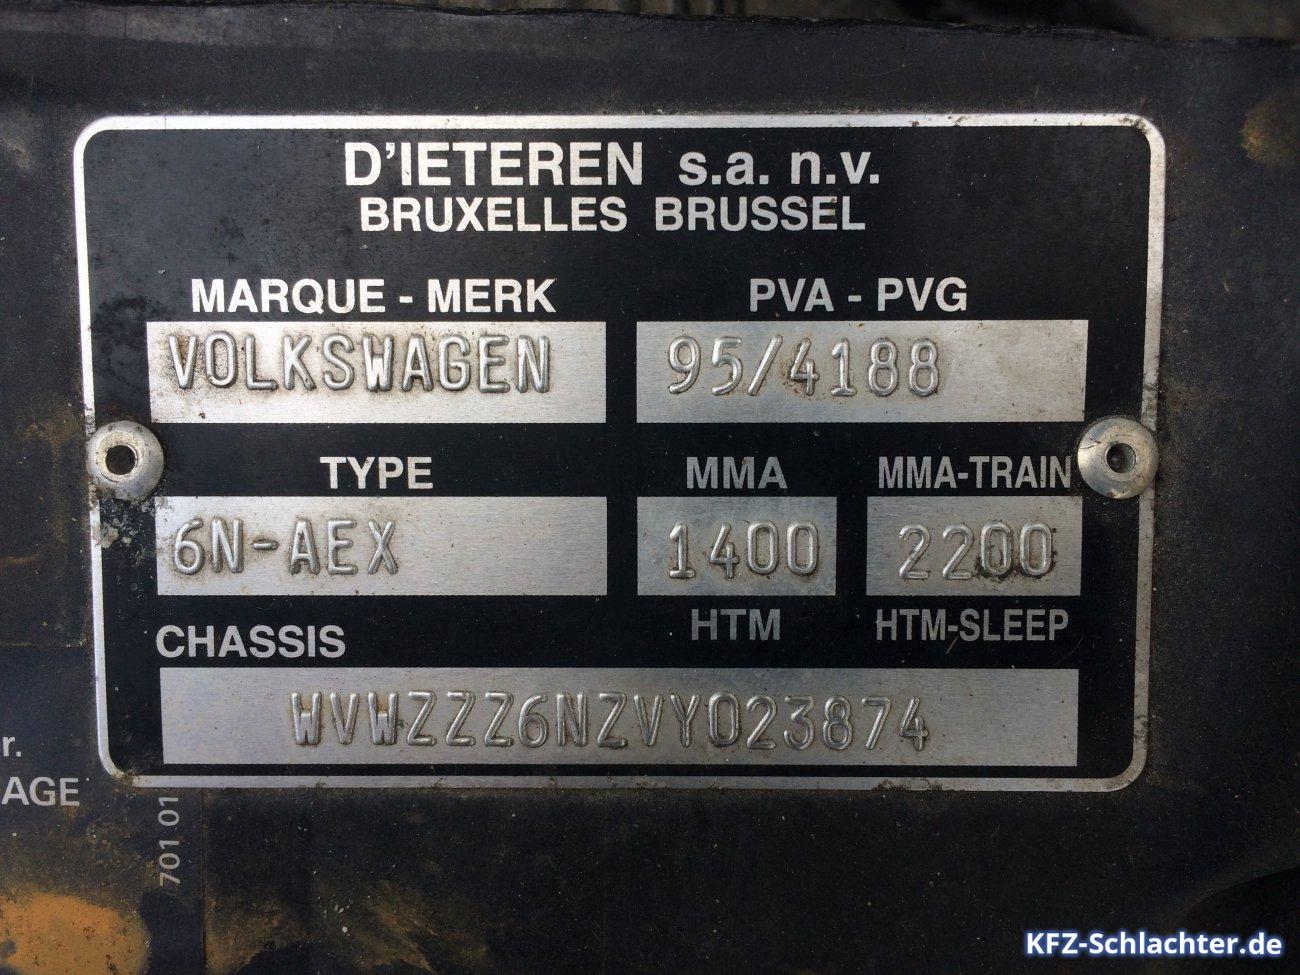 D'IETEREN s.a. n.v.
BRUXELLES BRUSSEL
MARQUE - MERK PVA - PVG
VOLKSWAGEN 95/4188
TYPE MMA MMA-TRAIN
6N-AEX 1400 2200
HTM HTM-SLEEP
CHASSIS
WVWZZZ6NZVY023874
r.
AGE
701 01
KFZ-Schlachter.de